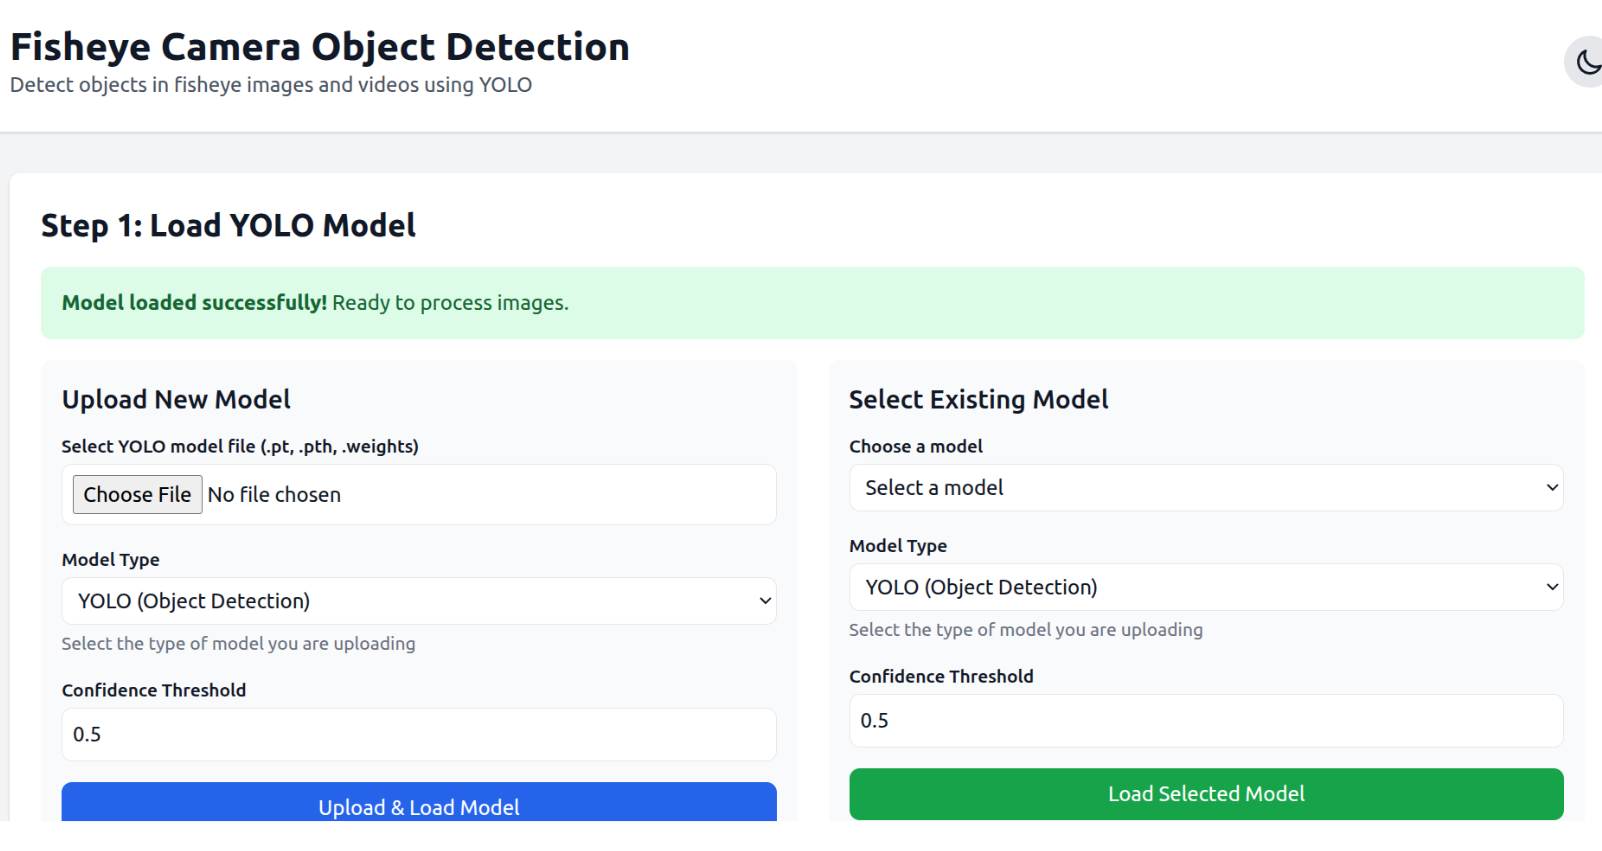 Fisheye Camera Object Detection
Detect objects in fisheye images and videos using YOLO
Step 1: Load YOLO Model
Model loaded successfully! Ready to process images.
Upload New Model
Select YOLO model file (.pt, .pth, .weights)
Choose File No file chosen
Model Type
YOLO (Object Detection)
Select the type of model you are uploading
Confidence Threshold
0.5
Upload & Load Model
Select Existing Model
Choose a model
Select a model
Model Type
YOLO (Object Detection)
Select the type of model you are uploading
Confidence Threshold
0.5
Load Selected Model